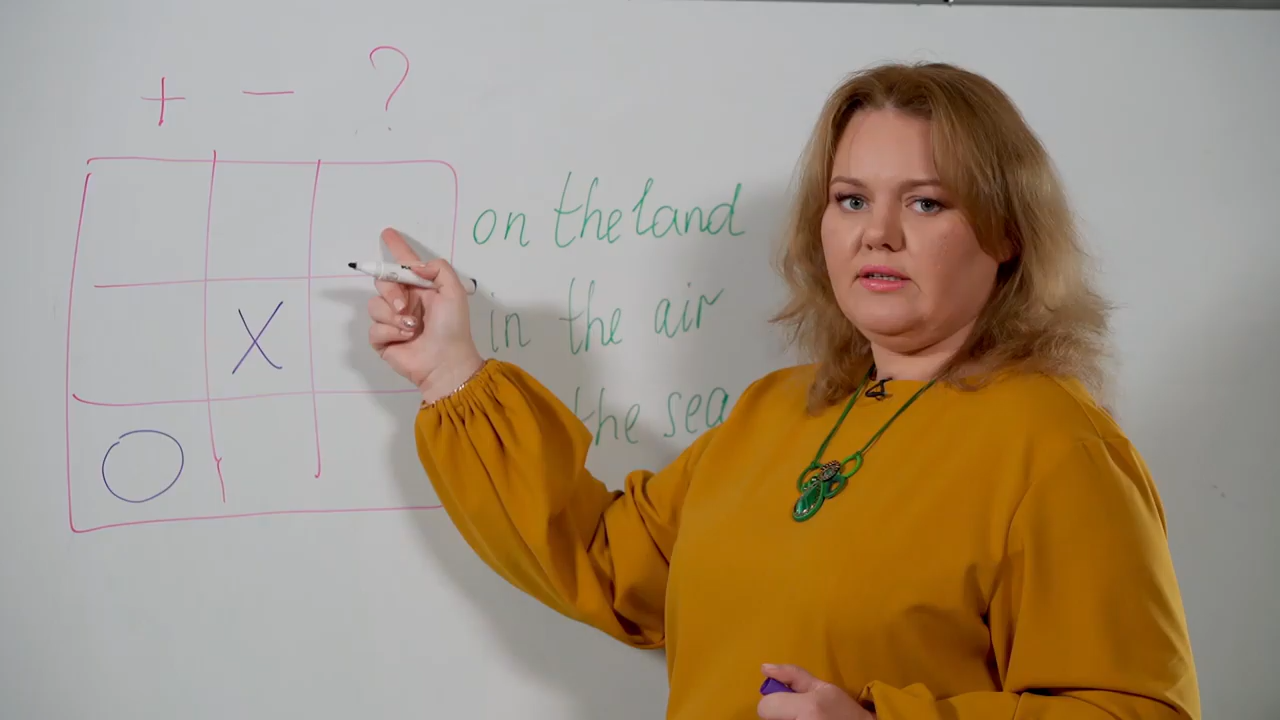 + - ?
on the land
in the air
X
the sea
O